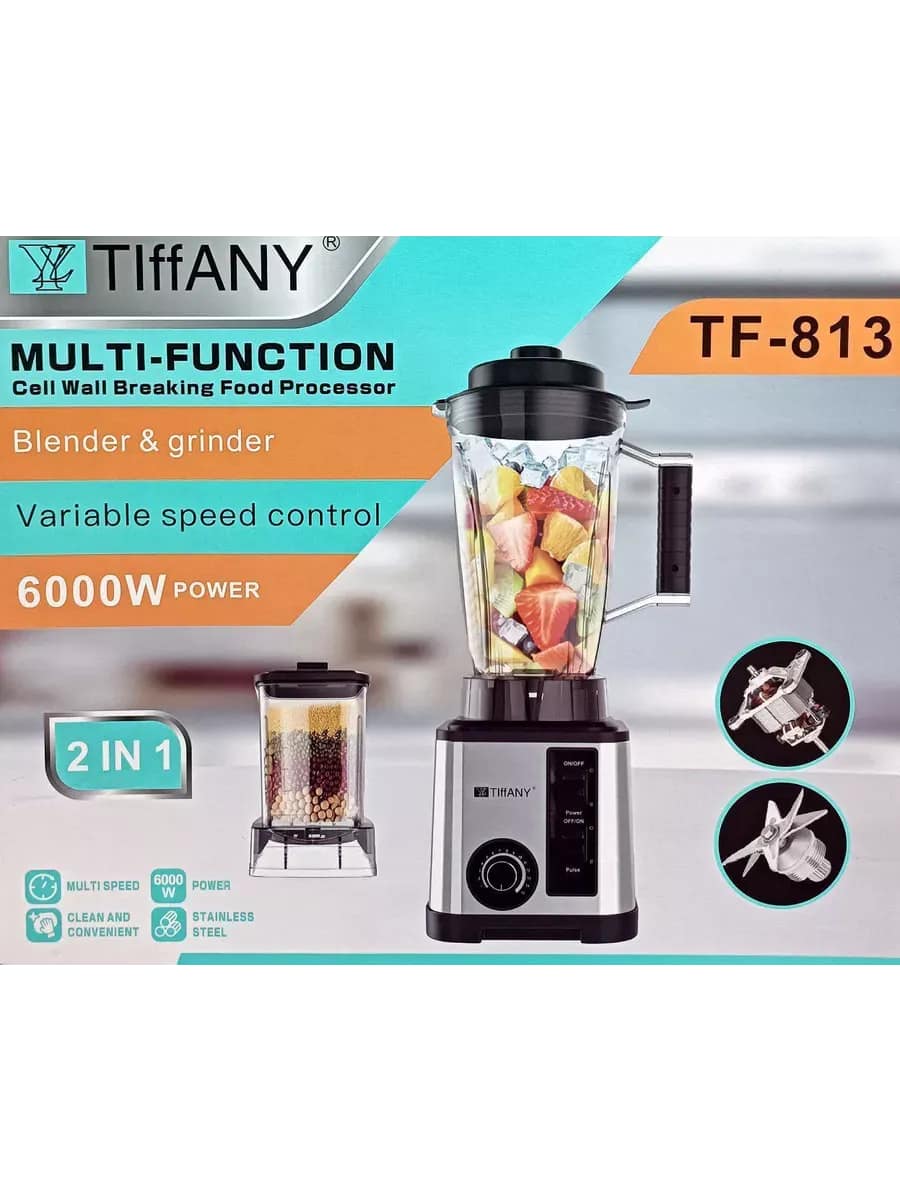 TIffANY®
MULTI-FUNCTION
Cell Wall Breaking Food Processor
Blender & grinder
Variable speed control
6000W POWER
TF-813
2 IN 1
MULTI SPEED
6000 W
POWER
CLEAN AND
CONVENIENT
STAINLESS
STEEL
TIffANY®
ON/OFF
Power
OFF/ON
Pulse